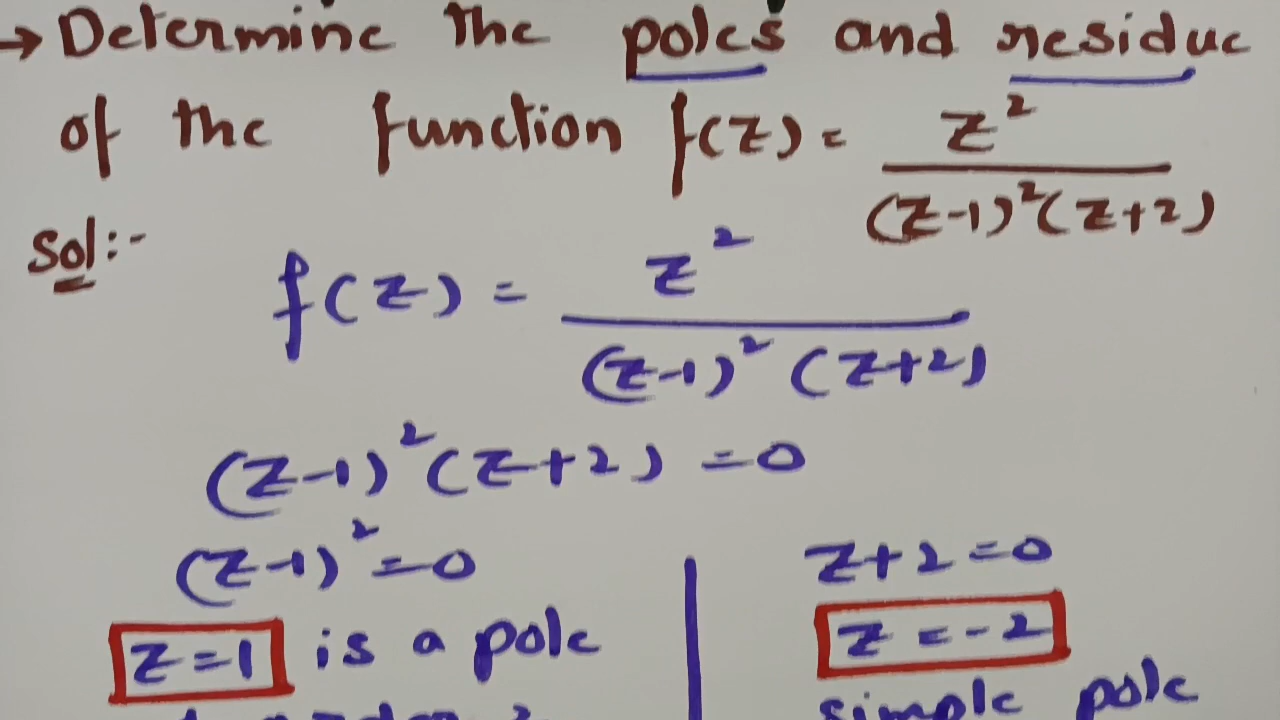 → Determine the poles and residue
of the function f(z) = z² / (z-1)²(z+2)
Sol:-
f(z) = z² / (z-1)² (z+2)
(z-1)² (z+2) = 0
(z-1)² = 0
z = 1 is a pole
z+2 = 0
z = -2
simple pole